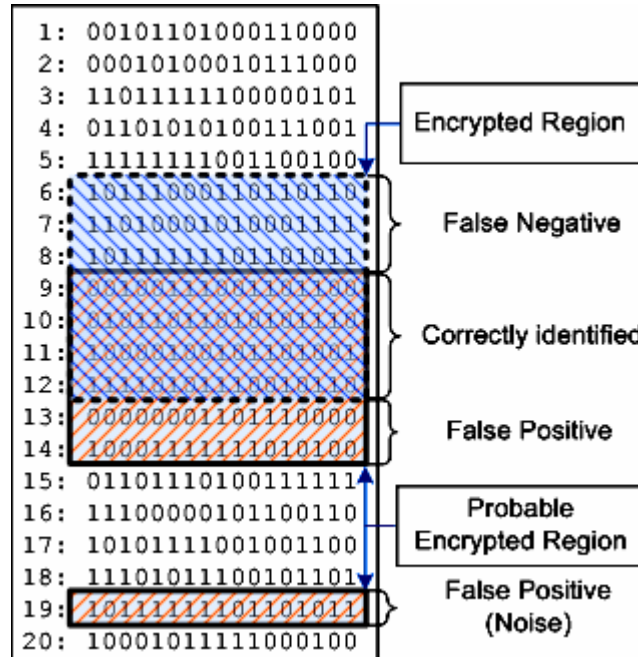 1: 00101101000110000
2: 00010100010111000
3: 11011111100000101
4: 01101010100111001
5: 11111111001100100
6: 10111000110110110
7: 11010001010001111
8: 10111111101101011
9:
10:
11:
12:
13: 00000001101110000
14: 10001111111010100
15: 01101110100111111
16: 11100000101100110
17: 10101111001001100
18: 11101011100101101
19: 10111111101101011
20: 10001011111000100
Encrypted Region
False Negative
Correctly identified
False Positive
Probable
Encrypted Region
False Positive
(Noise)